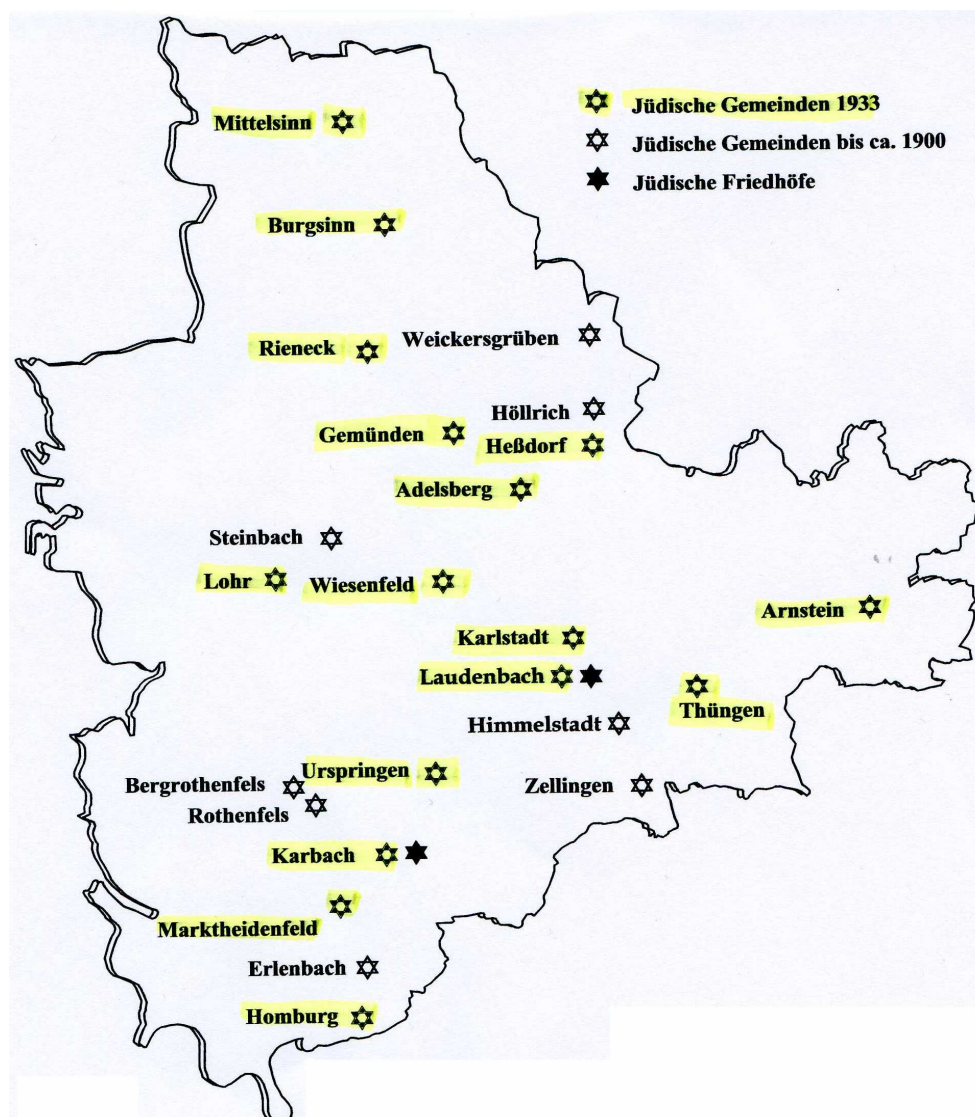 Jüdische Gemeinden 1933
Jüdische Gemeinden bis ca. 1900
Jüdische Friedhöfe
Mittelsinn
Burgsinn
Rieneck
Weickersgrüben
Höllrich
Gemünden
Heßdorf
Adelsberg
Steinbach
Lohr
Wiesenfeld
Arnstein
Karlstadt
Laudenbach
Thüngen
Himmelstadt
Urspringen
Bergrothenfels
Zellingen
Rothenfels
Karbach
Marktheidenfeld
Erlenbach
Homburg